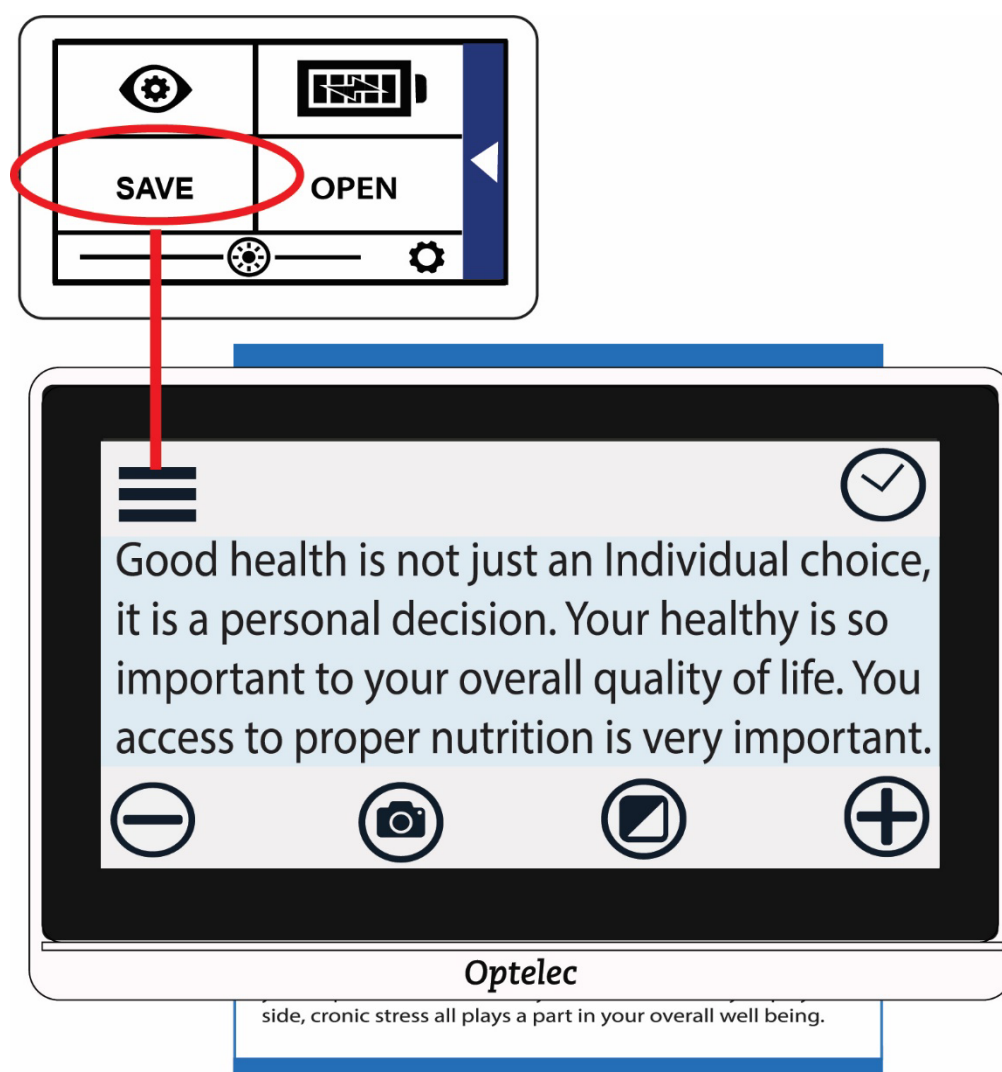 SAVE
OPEN
Good health is not just an Individual choice,
it is a personal decision. Your healthy is so
important to your overall quality of life. You
access to proper nutrition is very important.
Optelec
side, cronic stress all plays a part in your overall well being.